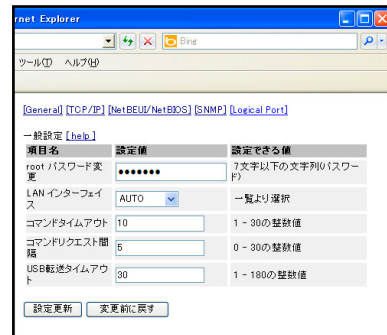 rnet Explorer
Bing
ツール(T) ヘルプ(H)
[General] [TCP/IP] [NetBEUI/NetBIOS] [SNMP] [Logical Port]
一般設定 [help]
項目名 設定値 設定できる値
root パスワード変
更 ●●●●●●● 7文字以下の文字列(パスワー
ド)
LAN インターフェイ
ス AUTO 一覧より選択
コマンドタイムアウト 10 1 - 30の整数値
コマンドリクエスト間
隔 5 0 - 30の整数値
USB転送タイムアウ
ト 30 1 - 180の整数値
設定更新 変更前に戻す